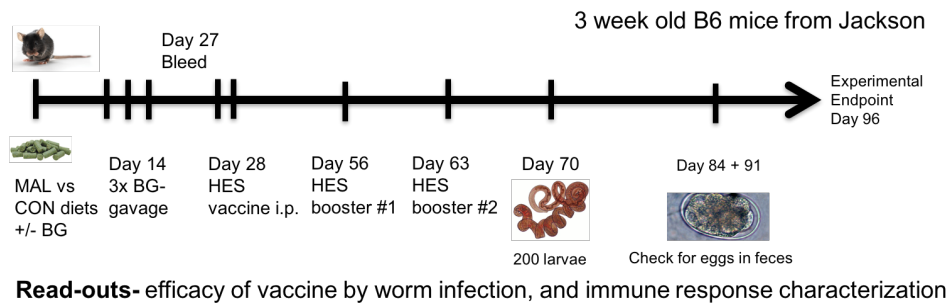 3 week old B6 mice from Jackson
Day 27
Bleed
Experimental
Endpoint
Day 96
MAL vs
CON diets
+/- BG
Day 14
3x BG-
gavage
Day 28
HES
vaccine i.p.
Day 56
HES
booster #1
Day 63
HES
booster #2
Day 70
200 larvae
Day 84 + 91
Check for eggs in feces
Read-outs- efficacy of vaccine by worm infection, and immune response characterization